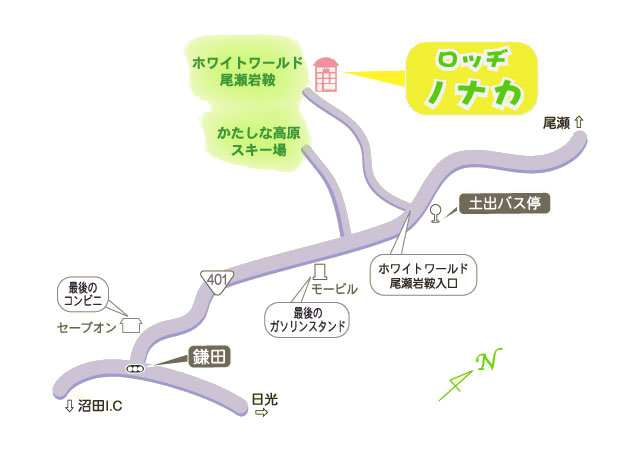 ホワイトワールド
尾瀬岩鞍
ロッヂ
ノナカ
かたしな高原
スキー場
尾瀬⇧
土出バス停
ホワイトワールド
尾瀬岩鞍入口
401
モービル
最後の
ガソリンスタンド
最後の
コンビニ
セーブオン
鎌田
⇩沼田I.C
日光
⇨
N